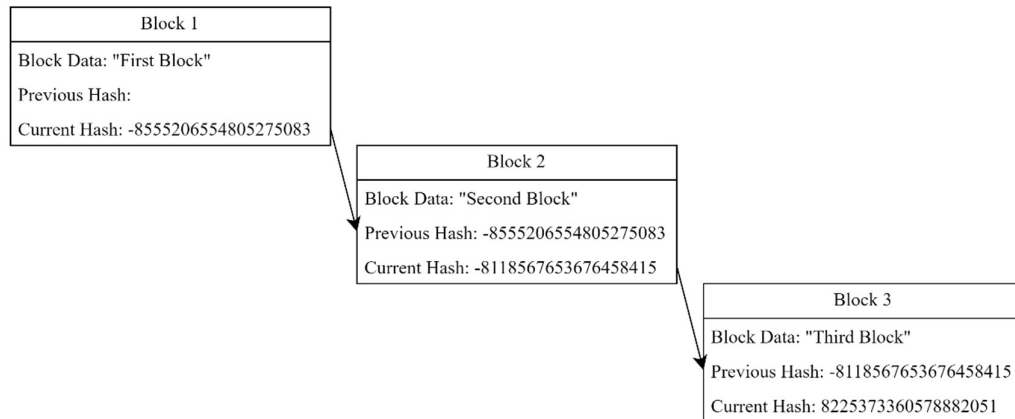 Block 1
Block Data: "First Block"
Previous Hash:
Current Hash: -8555206554805275083
Block 2
Block Data: "Second Block"
Previous Hash: -8555206554805275083
Current Hash: -8118567653676458415
Block 3
Block Data: "Third Block"
Previous Hash: -8118567653676458415
Current Hash: 8225373360578882051